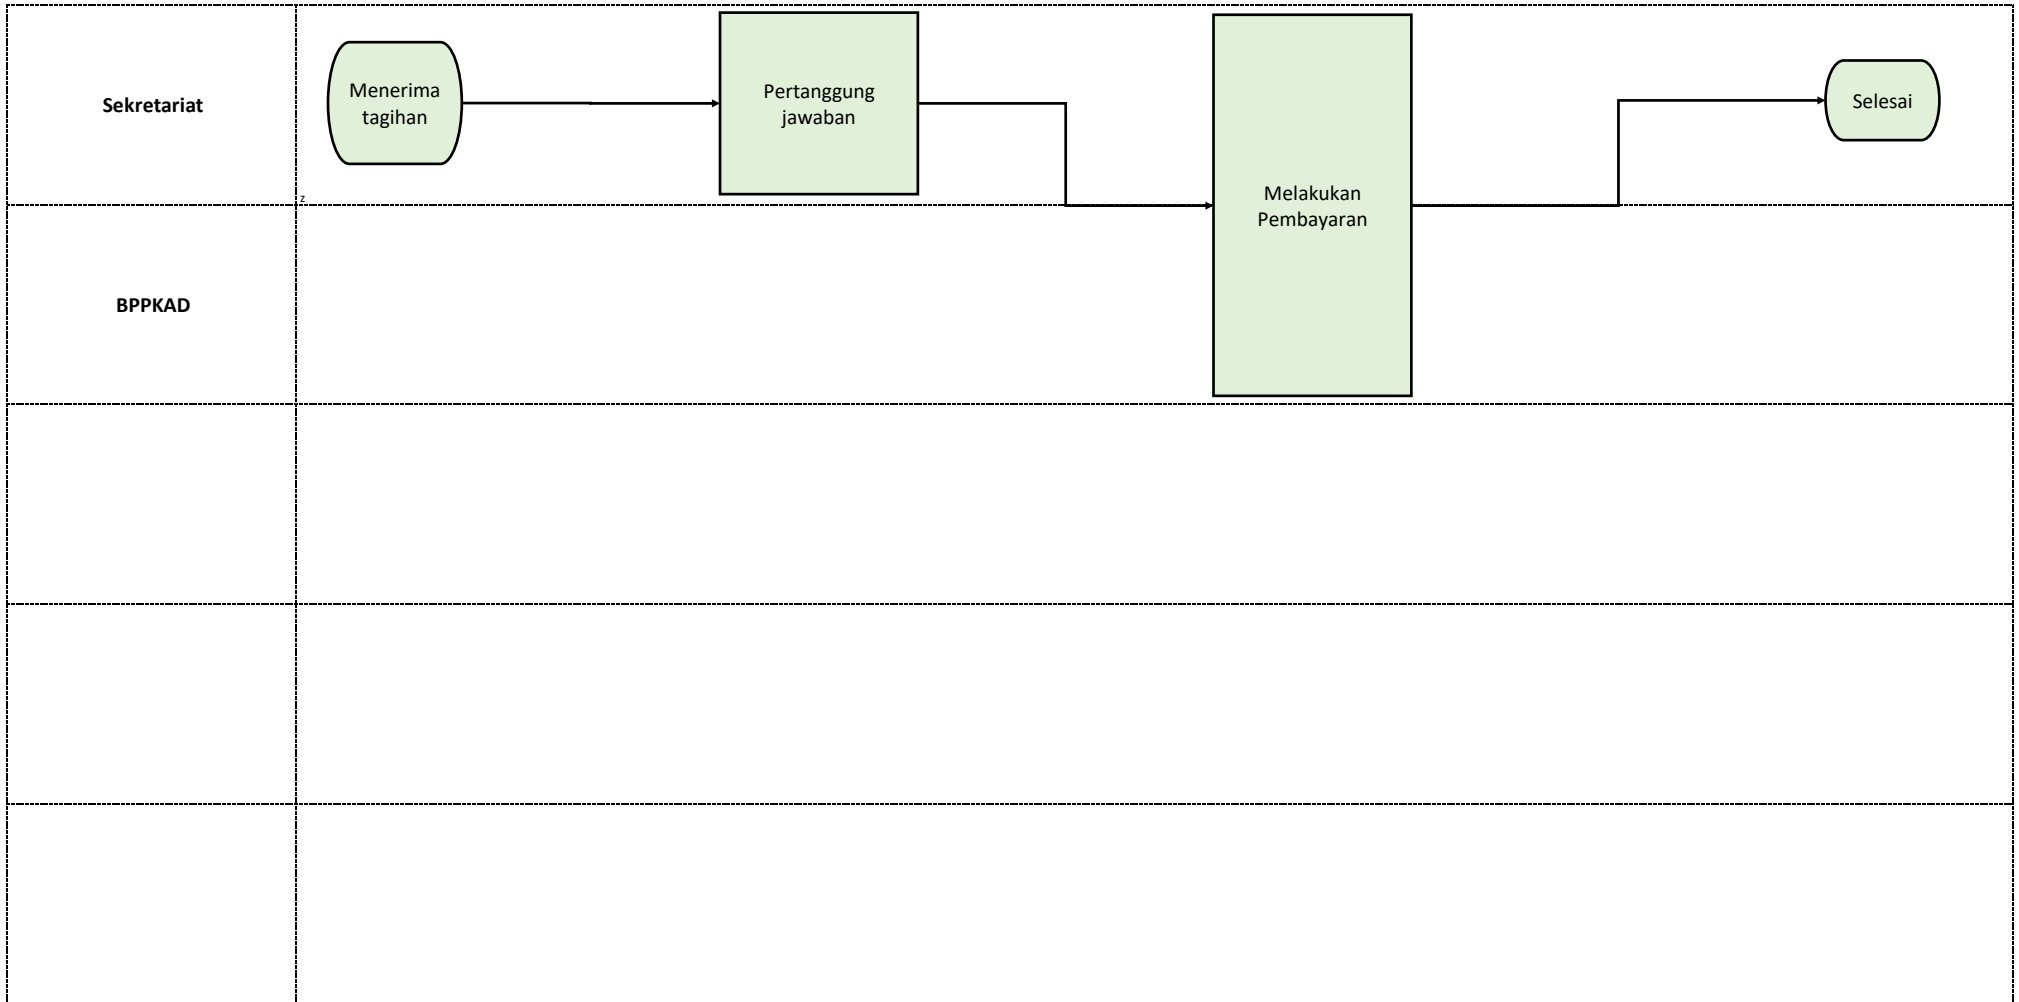 Sekretariat
Menerima
tagihan
Pertanggung
jawaban
Melakukan
Pembayaran
Selesai
z
BPPKAD